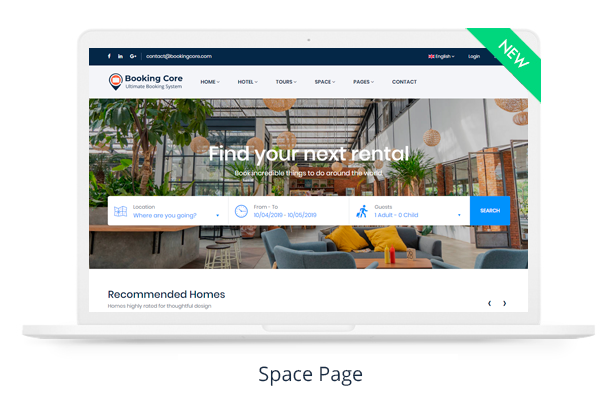 NEW
contact@bookingcore.com
English
Login
Booking Core
Ultimate Booking System
HOME
HOTEL
TOURS
SPACE
PAGES
CONTACT
Find your next rental
Book incredible things to do around the world
Location
Where are you going?
From - To
10/04/2019 - 10/05/2019
Guests
1 Adult - 0 Child
SEARCH
Recommended Homes
Homes highly rated for thoughtful design
Space Page